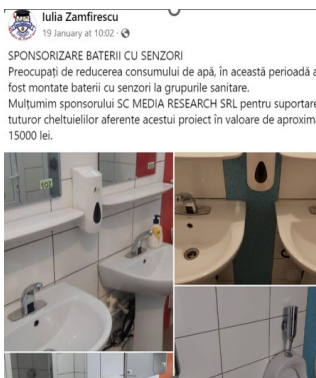 Iulia Zamfirescu
19 January at 10:02 ·
SPONSORIZARE BATERII CU SENZORI
Preocupați de reducerea consumului de apă, în această perioadă a
fost montate baterii cu senzori la grupurile sanitare.
Mulțumim sponsorului SC MEDIA RESEARCH SRL pentru suportare
tuturor cheltuielilor aferente acestui proiect în valoare de aproxima
15000 lei.